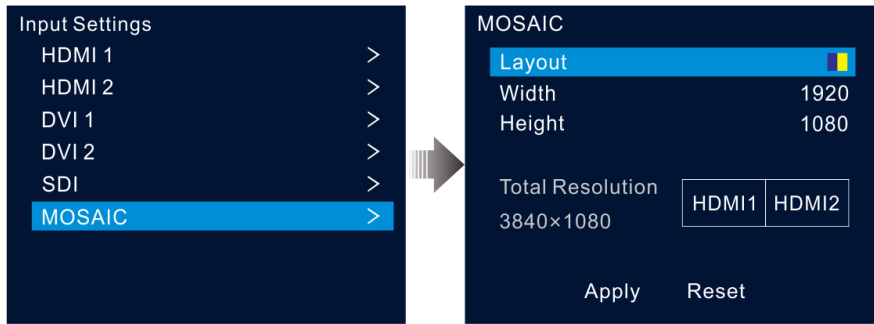 Input Settings
HDMI 1 >
HDMI 2 >
DVI 1 >
DVI 2 >
SDI >
MOSAIC >
MOSAIC
Layout
Width 1920
Height 1080
Total Resolution
3840×1080
HDMI1 HDMI2
Apply Reset